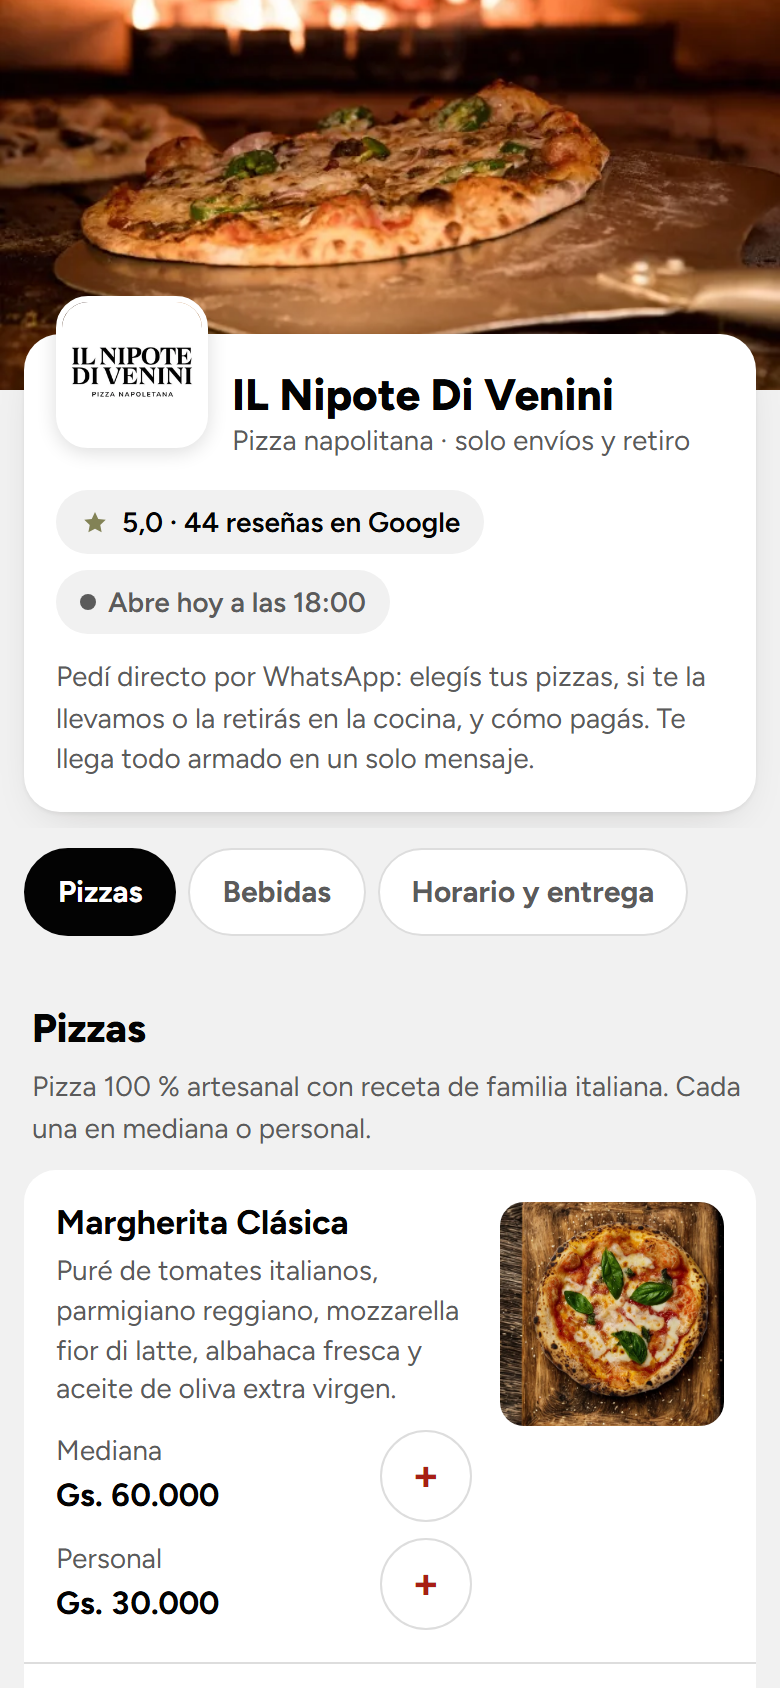 IL NIPOTE
DI VENINI
PIZZA NAPOLETANA
IL Nipote Di Venini
Pizza napolitana · solo envíos y retiro
5,0 · 44 reseñas en Google
Abre hoy a las 18:00
Pedí directo por WhatsApp: elegís tus pizzas, si te la
llevamos o la retirás en la cocina, y cómo pagás. Te
llega todo armado en un solo mensaje.
Pizzas
Bebidas
Horario y entrega
Pizzas
Pizza 100 % artesanal con receta de familia italiana. Cada
una en mediana o personal.
Margherita Clásica
Puré de tomates italianos,
parmigiano reggiano, mozzarella
fior di latte, albahaca fresca y
aceite de oliva extra virgen.
Mediana
Gs. 60.000
+
Personal
Gs. 30.000
+